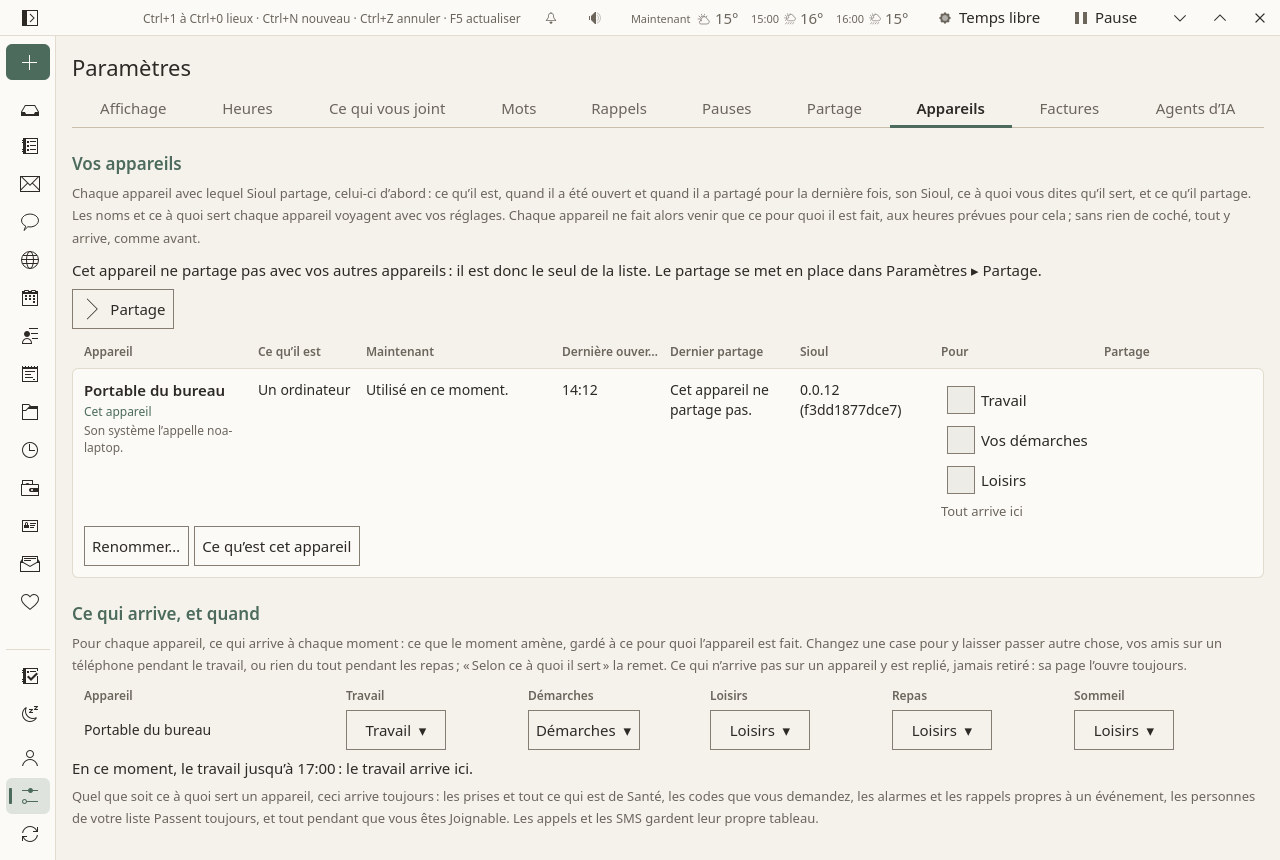 Ctrl+1 à Ctrl+0 lieux · Ctrl+N nouveau · Ctrl+Z annuler · F5 actualiser
Maintenant 15° 15:00 16° 16:00 15°
Temps libre
Pause
Paramètres
Affichage
Heures
Ce qui vous joint
Mots
Rappels
Pauses
Partage
Appareils
Factures
Agents d’IA
Vos appareils
Chaque appareil avec lequel Sioul partage, celui-ci d’abord : ce qu’il est, quand il a été ouvert et quand il a partagé pour la dernière fois, son Sioul, ce à quoi vous dites qu’il sert, et ce qu’il partage.
Les noms et ce à quoi sert chaque appareil voyagent avec vos réglages. Chaque appareil ne fait alors venir que ce pour quoi il est fait, aux heures prévues pour cela ; sans rien de coché, tout y
arrive, comme avant.
Cet appareil ne partage pas avec vos autres appareils : il est donc le seul de la liste. Le partage se met en place dans Paramètres ▸ Partage.
Partage
Appareil
Ce qu’il est
Maintenant
Dernière ouver…
Dernier partage
Sioul
Pour
Partage
Portable du bureau
Cet appareil
Son système l’appelle noa-
laptop.
Un ordinateur
Utilisé en ce moment.
14:12
Cet appareil ne
partage pas.
0.0.12
(f3dd1877dce7)
Travail
Vos démarches
Loisirs
Tout arrive ici
Renommer…
Ce qu’est cet appareil
Ce qui arrive, et quand
Pour chaque appareil, ce qui arrive à chaque moment : ce que le moment amène, gardé à ce pour quoi l’appareil est fait. Changez une case pour y laisser passer autre chose, vos amis sur un
téléphone pendant le travail, ou rien du tout pendant les repas ; « Selon ce à quoi il sert » la remet. Ce qui n’arrive pas sur un appareil y est replié, jamais retiré : sa page l’ouvre toujours.
Appareil
Travail
Démarches
Loisirs
Repas
Sommeil
Portable du bureau
Travail ▾
Démarches ▾
Loisirs ▾
Loisirs ▾
Loisirs ▾
En ce moment, le travail jusqu’à 17:00 : le travail arrive ici.
Quel que soit ce à quoi sert un appareil, ceci arrive toujours : les prises et tout ce qui est de Santé, les codes que vous demandez, les alarmes et les rappels propres à un événement, les personnes
de votre liste Passent toujours, et tout pendant que vous êtes Joignable. Les appels et les SMS gardent leur propre tableau.